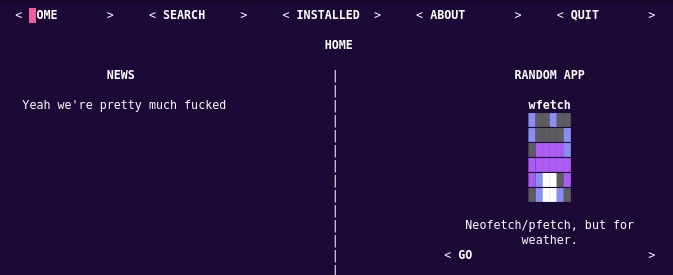 < HOME > < SEARCH > < INSTALLED > < ABOUT > < QUIT >
HOME
NEWS
Yeah we're pretty much fucked
RANDOM APP
wfetch
Neofetch/pfetch, but for
weather.
< GO >